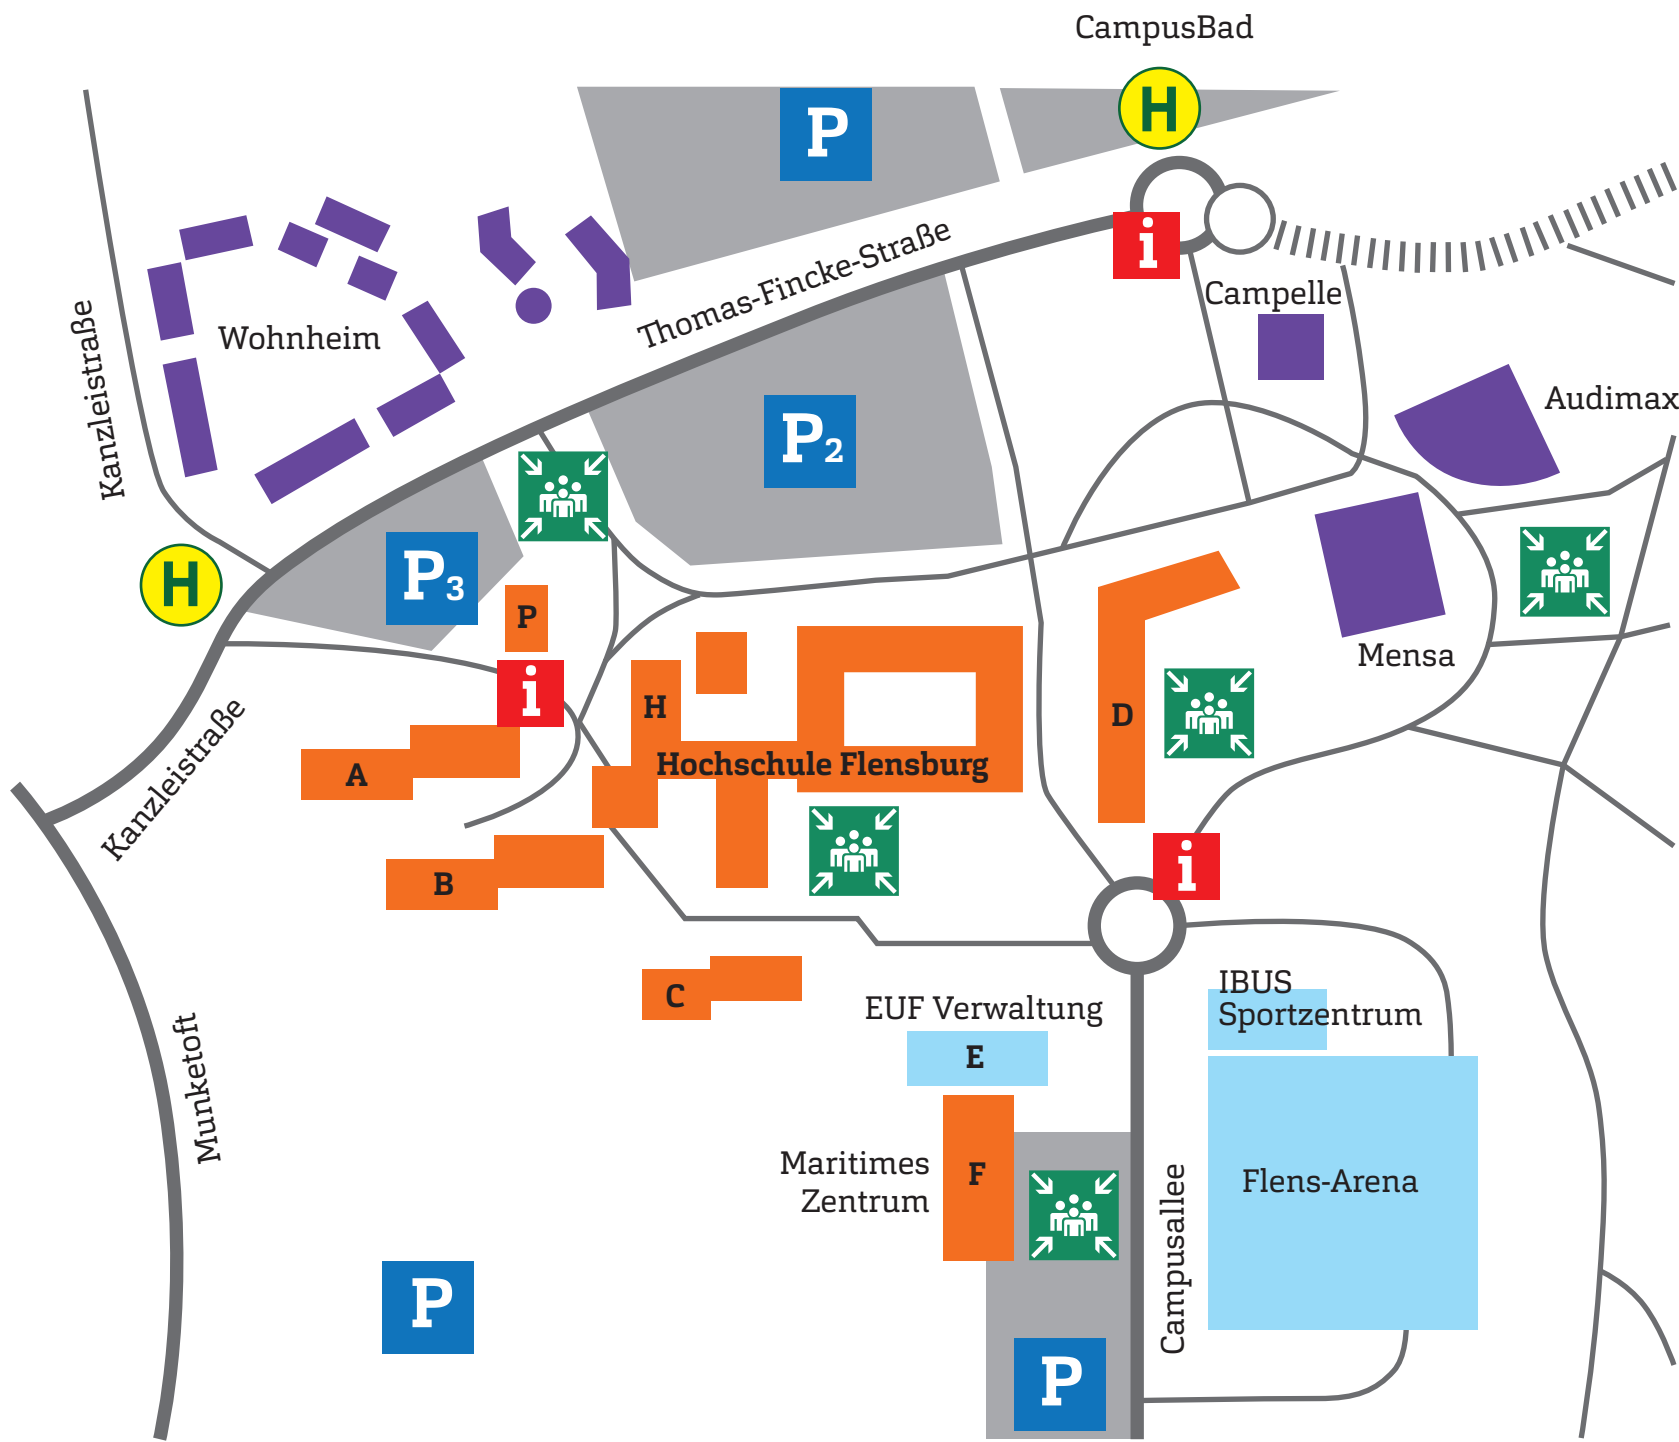 CampusBad
H
P
i
Thomas-Fincke-Straße
Campelle
Kanzleistraße
Wohnheim
Audimax
P2
H
P3
P
Mensa
i
H
D
A
Hochschule Flensburg
Kanzleistraße
B
i
C
EUF Verwaltung
E
IBUS
Sportzentrum
Munketoft
Maritimes
Zentrum
F
Campusallee
Flens-Arena
P
P